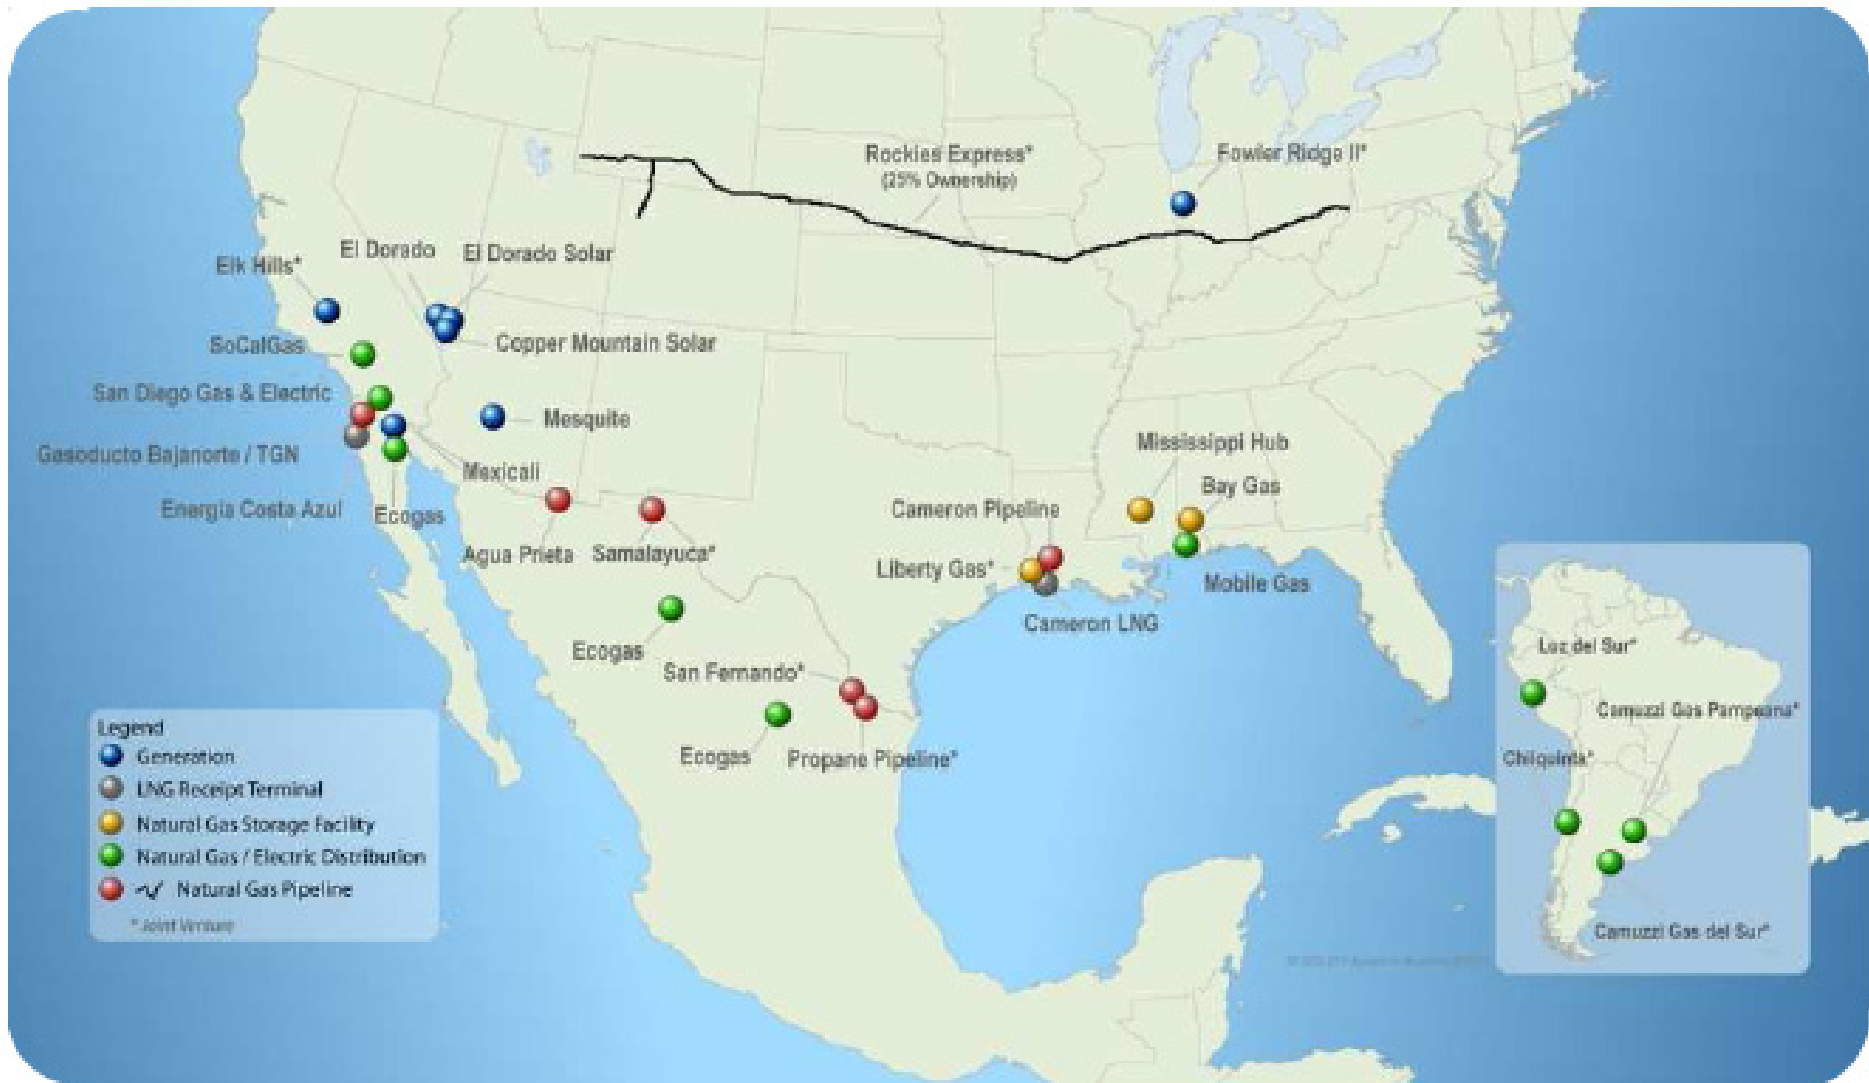 Rockies Express*
(25% Ownership)
Fowler Ridge II*
El Dorado
El Dorado Solar
Elk Hills*
SoCalGas
Copper Mountain Solar
San Diego Gas & Electric
Mesquite
Gasoducto Bajanorte / TGN
Mexicali
Energía Costa Azul
Ecogas
Agua Prieta
Samalayuca*
Mississippi Hub
Bay Gas
Cameron Pipeline
Liberty Gas*
Mobile Gas
Cameron LNG
Ecogas
San Fernando*
Ecogas
Propane Pipeline*
Luz del Sur*
Camuzzi Gas Pampeana*
Chilquinta*
Camuzzi Gas del Sur*
Legend
Generation
LNG Receipt Terminal
Natural Gas Storage Facility
Natural Gas / Electric Distribution
Natural Gas Pipeline
* Joint Venture